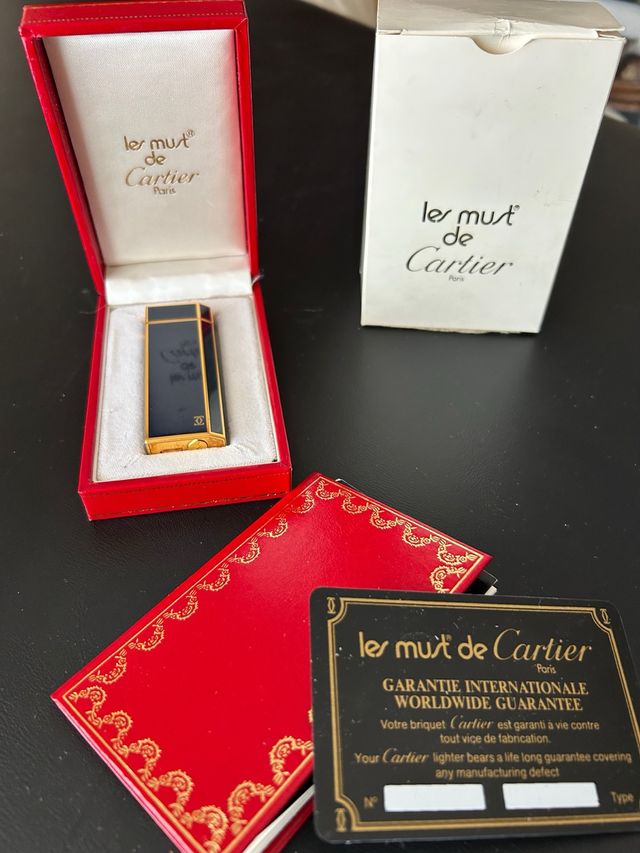 les must®
de
Cartier
Paris
les must®
de
Cartier
Paris
les must® de Cartier
Paris
GARANTIE INTERNATIONALE
WORLDWIDE GUARANTEE
Votre briquet Cartier est garanti à vie contre
tout vice de fabrication.
Your Cartier lighter bears a life long guarantee covering
any manufacturing defect
N° Type